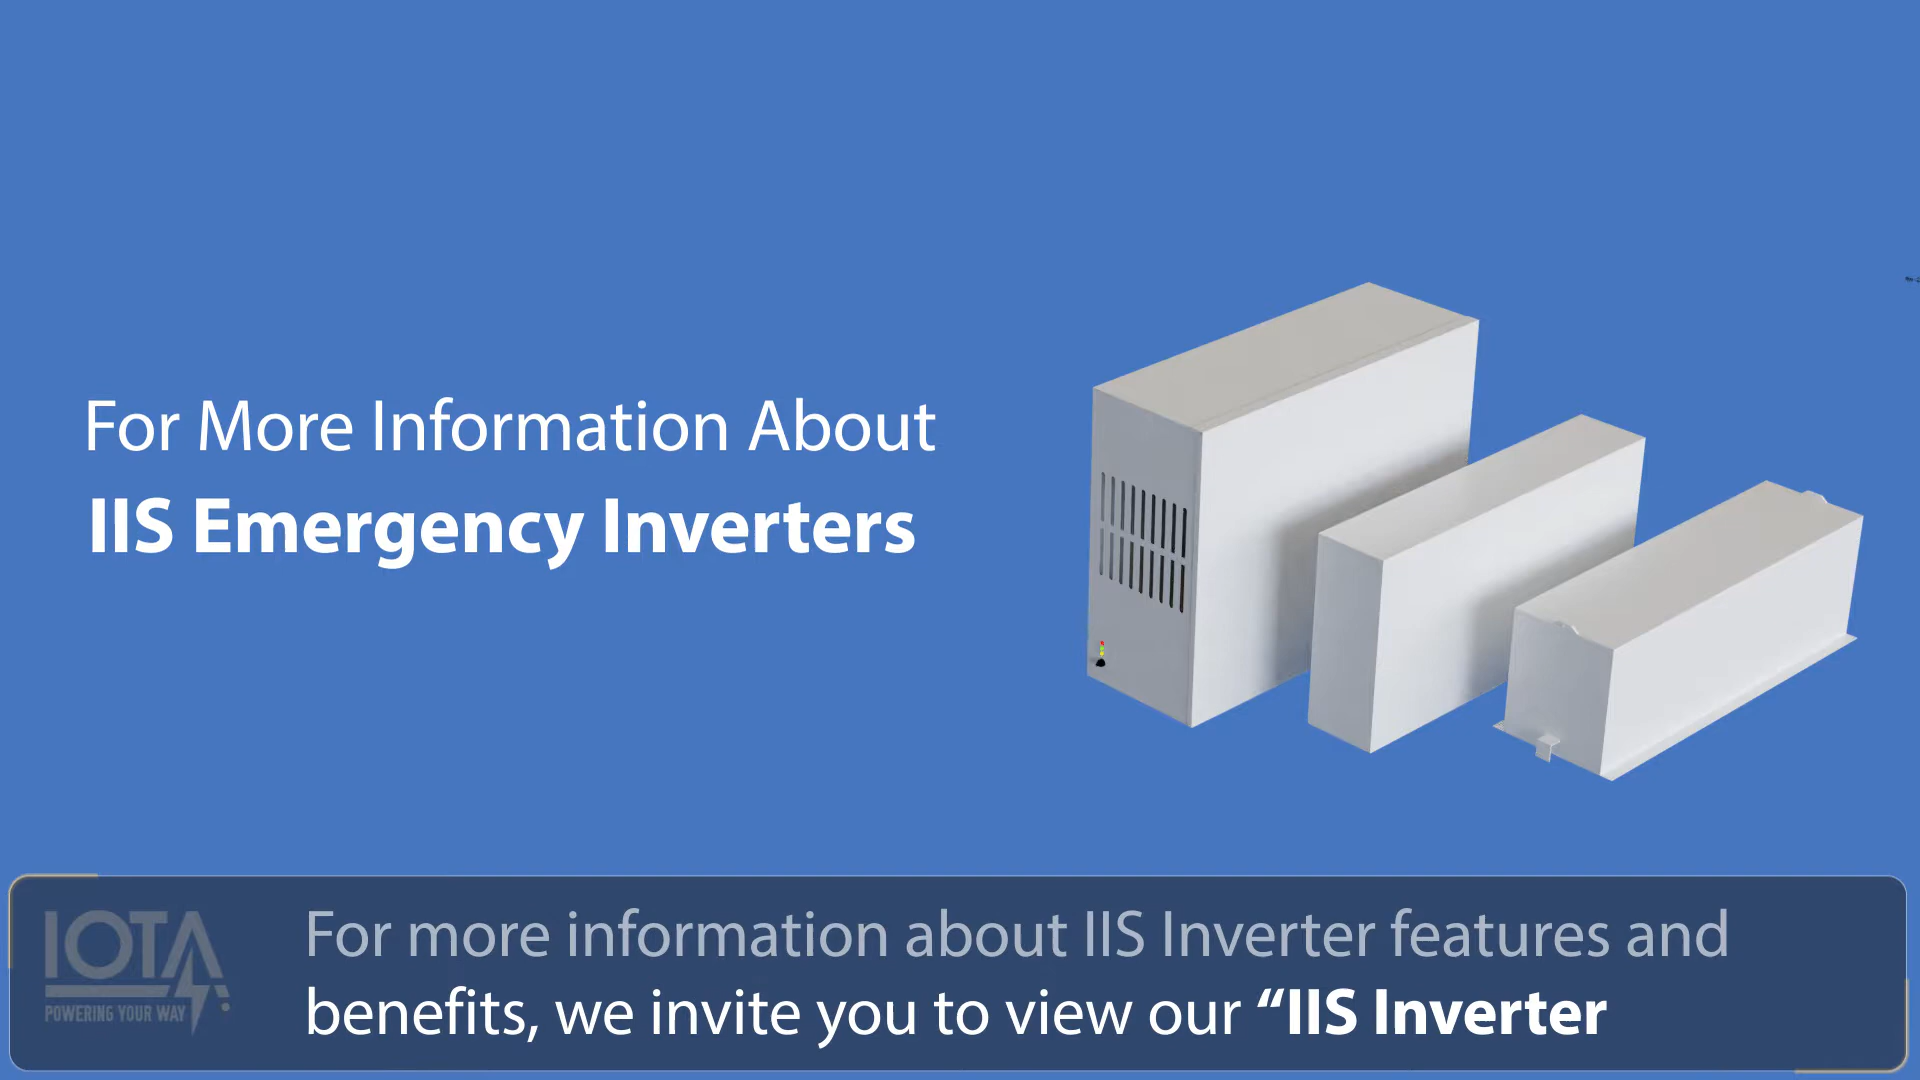 For More Information About
IIS Emergency Inverters
IOTA
POWERING YOUR WAY
For more information about IIS Inverter features and
benefits, we invite you to view our “IIS Inverter